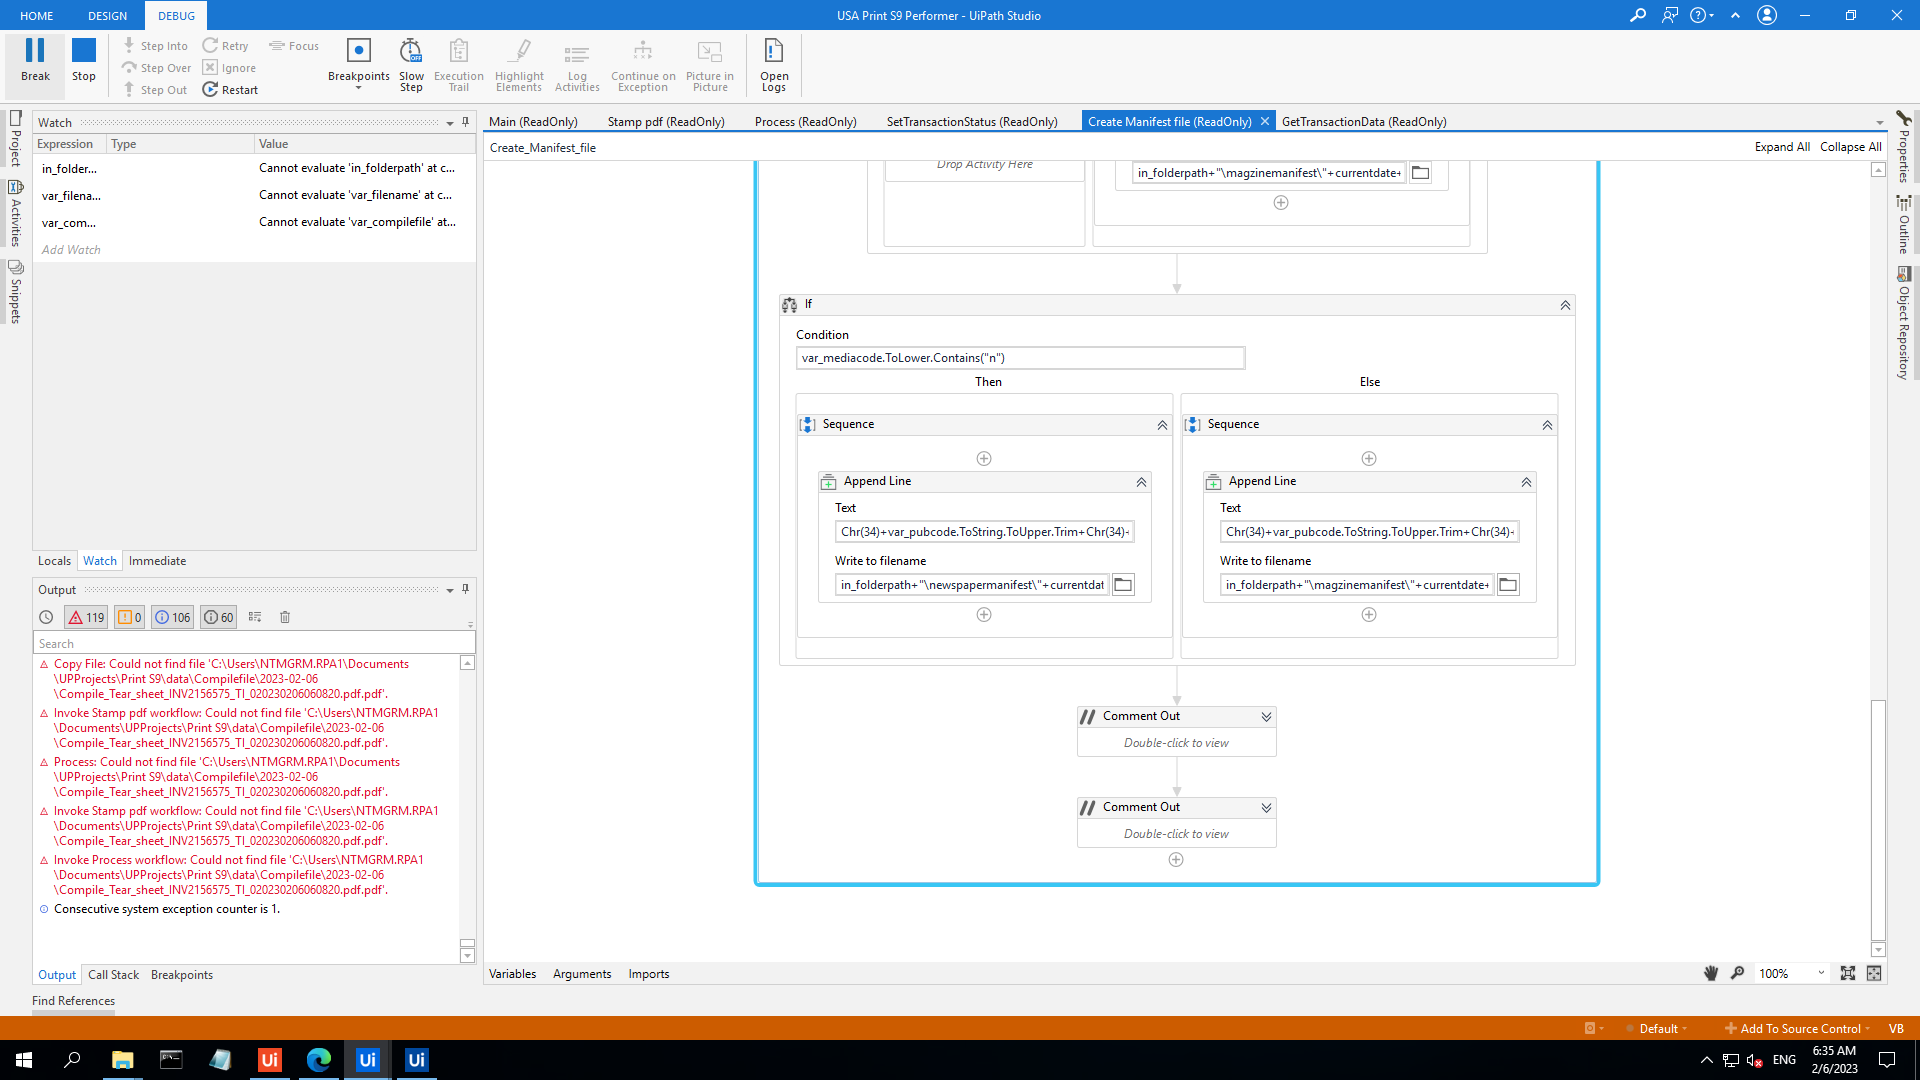 HOME
DESIGN
DEBUG
USA Print S9 Performer - UiPath Studio
Break
Stop
Step Into
Step Over
Step Out
Retry
Ignore
Restart
Focus
Breakpoints
Slow
Step
Execution
Trail
Highlight
Elements
Log
Activities
Continue on
Exception
Picture in
Picture
Open
Logs
Project
Activities
Snippets
Watch
Expression
Type
Value
in_folder...
Cannot evaluate 'in_folderpath' at c...
var_filena...
Cannot evaluate 'var_filename' at c...
var_com...
Cannot evaluate 'var_compilefile' at...
Add Watch
Locals
Watch
Immediate
Output
119
0
106
60
Search
Copy File: Could not find file 'C:\Users\NTMGRM.RPA1\Documents
\UPProjects\Print S9\data\Compilefile\2023-02-06
\Compile_Tear_sheet_INV2156575_TI_020230206060820.pdf.pdf'.
Invoke Stamp pdf workflow: Could not find file 'C:\Users\NTMGRM.RPA1
\Documents\UPProjects\Print S9\data\Compilefile\2023-02-06
\Compile_Tear_sheet_INV2156575_TI_020230206060820.pdf.pdf'.
Process: Could not find file 'C:\Users\NTMGRM.RPA1\Documents
\UPProjects\Print S9\data\Compilefile\2023-02-06
\Compile_Tear_sheet_INV2156575_TI_020230206060820.pdf.pdf'.
Invoke Stamp pdf workflow: Could not find file 'C:\Users\NTMGRM.RPA1
\Documents\UPProjects\Print S9\data\Compilefile\2023-02-06
\Compile_Tear_sheet_INV2156575_TI_020230206060820.pdf.pdf'.
Invoke Process workflow: Could not find file 'C:\Users\NTMGRM.RPA1
\Documents\UPProjects\Print S9\data\Compilefile\2023-02-06
\Compile_Tear_sheet_INV2156575_TI_020230206060820.pdf.pdf'.
Consecutive system exception counter is 1.
Output
Call Stack
Breakpoints
Find References
Main (ReadOnly)
Stamp pdf (ReadOnly)
Process (ReadOnly)
SetTransactionStatus (ReadOnly)
Create Manifest file (ReadOnly)
GetTransactionData (ReadOnly)
Create_Manifest_file
Expand All
Collapse All
Drop Activity Here
in_folderpath+"\magzinemanifest\"+currentdate+
If
Condition
var_mediacode.ToLower.Contains("n")
Then
Else
Sequence
Sequence
Append Line
Append Line
Text
Text
Chr(34)+var_pubcode.ToString.ToUpper.Trim+Chr(34)+
Chr(34)+var_pubcode.ToString.ToUpper.Trim+Chr(34)+
Write to filename
Write to filename
in_folderpath+"\newspapermanifest\"+currentdat
in_folderpath+"\magzinemanifest\"+currentdate+
Comment Out
Double-click to view
Comment Out
Double-click to view
Variables
Arguments
Imports
100%
Properties
Outline
Object Repository
Default
Add To Source Control
VB
Ui
Ui
Ui
ENG
6:35 AM
2/6/2023